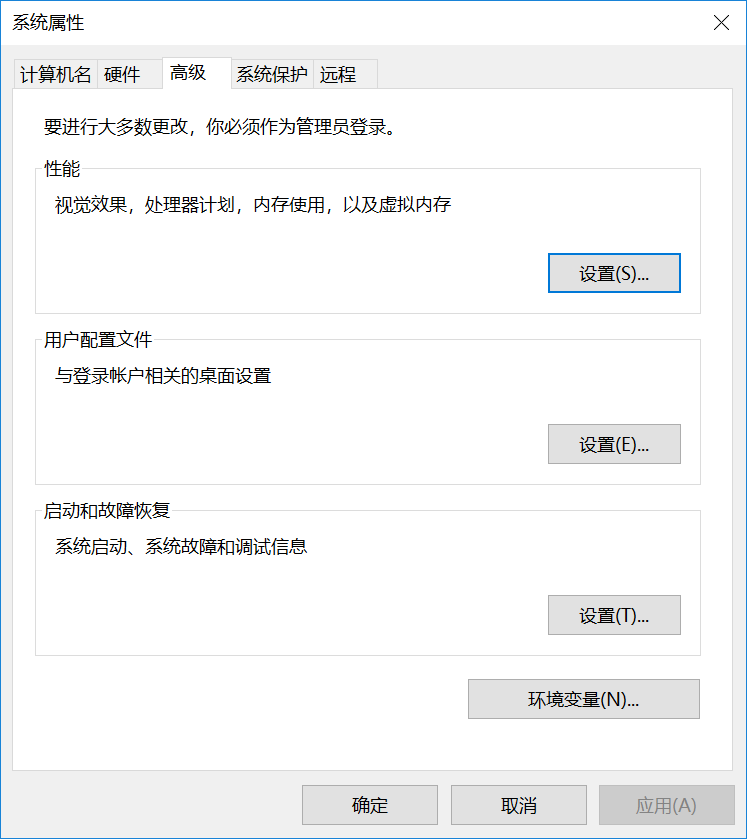 系统属性
计算机名 硬件 高级 系统保护 远程
要进行大多数更改，你必须作为管理员登录。
性能
视觉效果，处理器计划，内存使用，以及虚拟内存
设置(S)...
用户配置文件
与登录帐户相关的桌面设置
设置(E)...
启动和故障恢复
系统启动、系统故障和调试信息
设置(T)...
环境变量(N)...
确定 取消 应用(A)